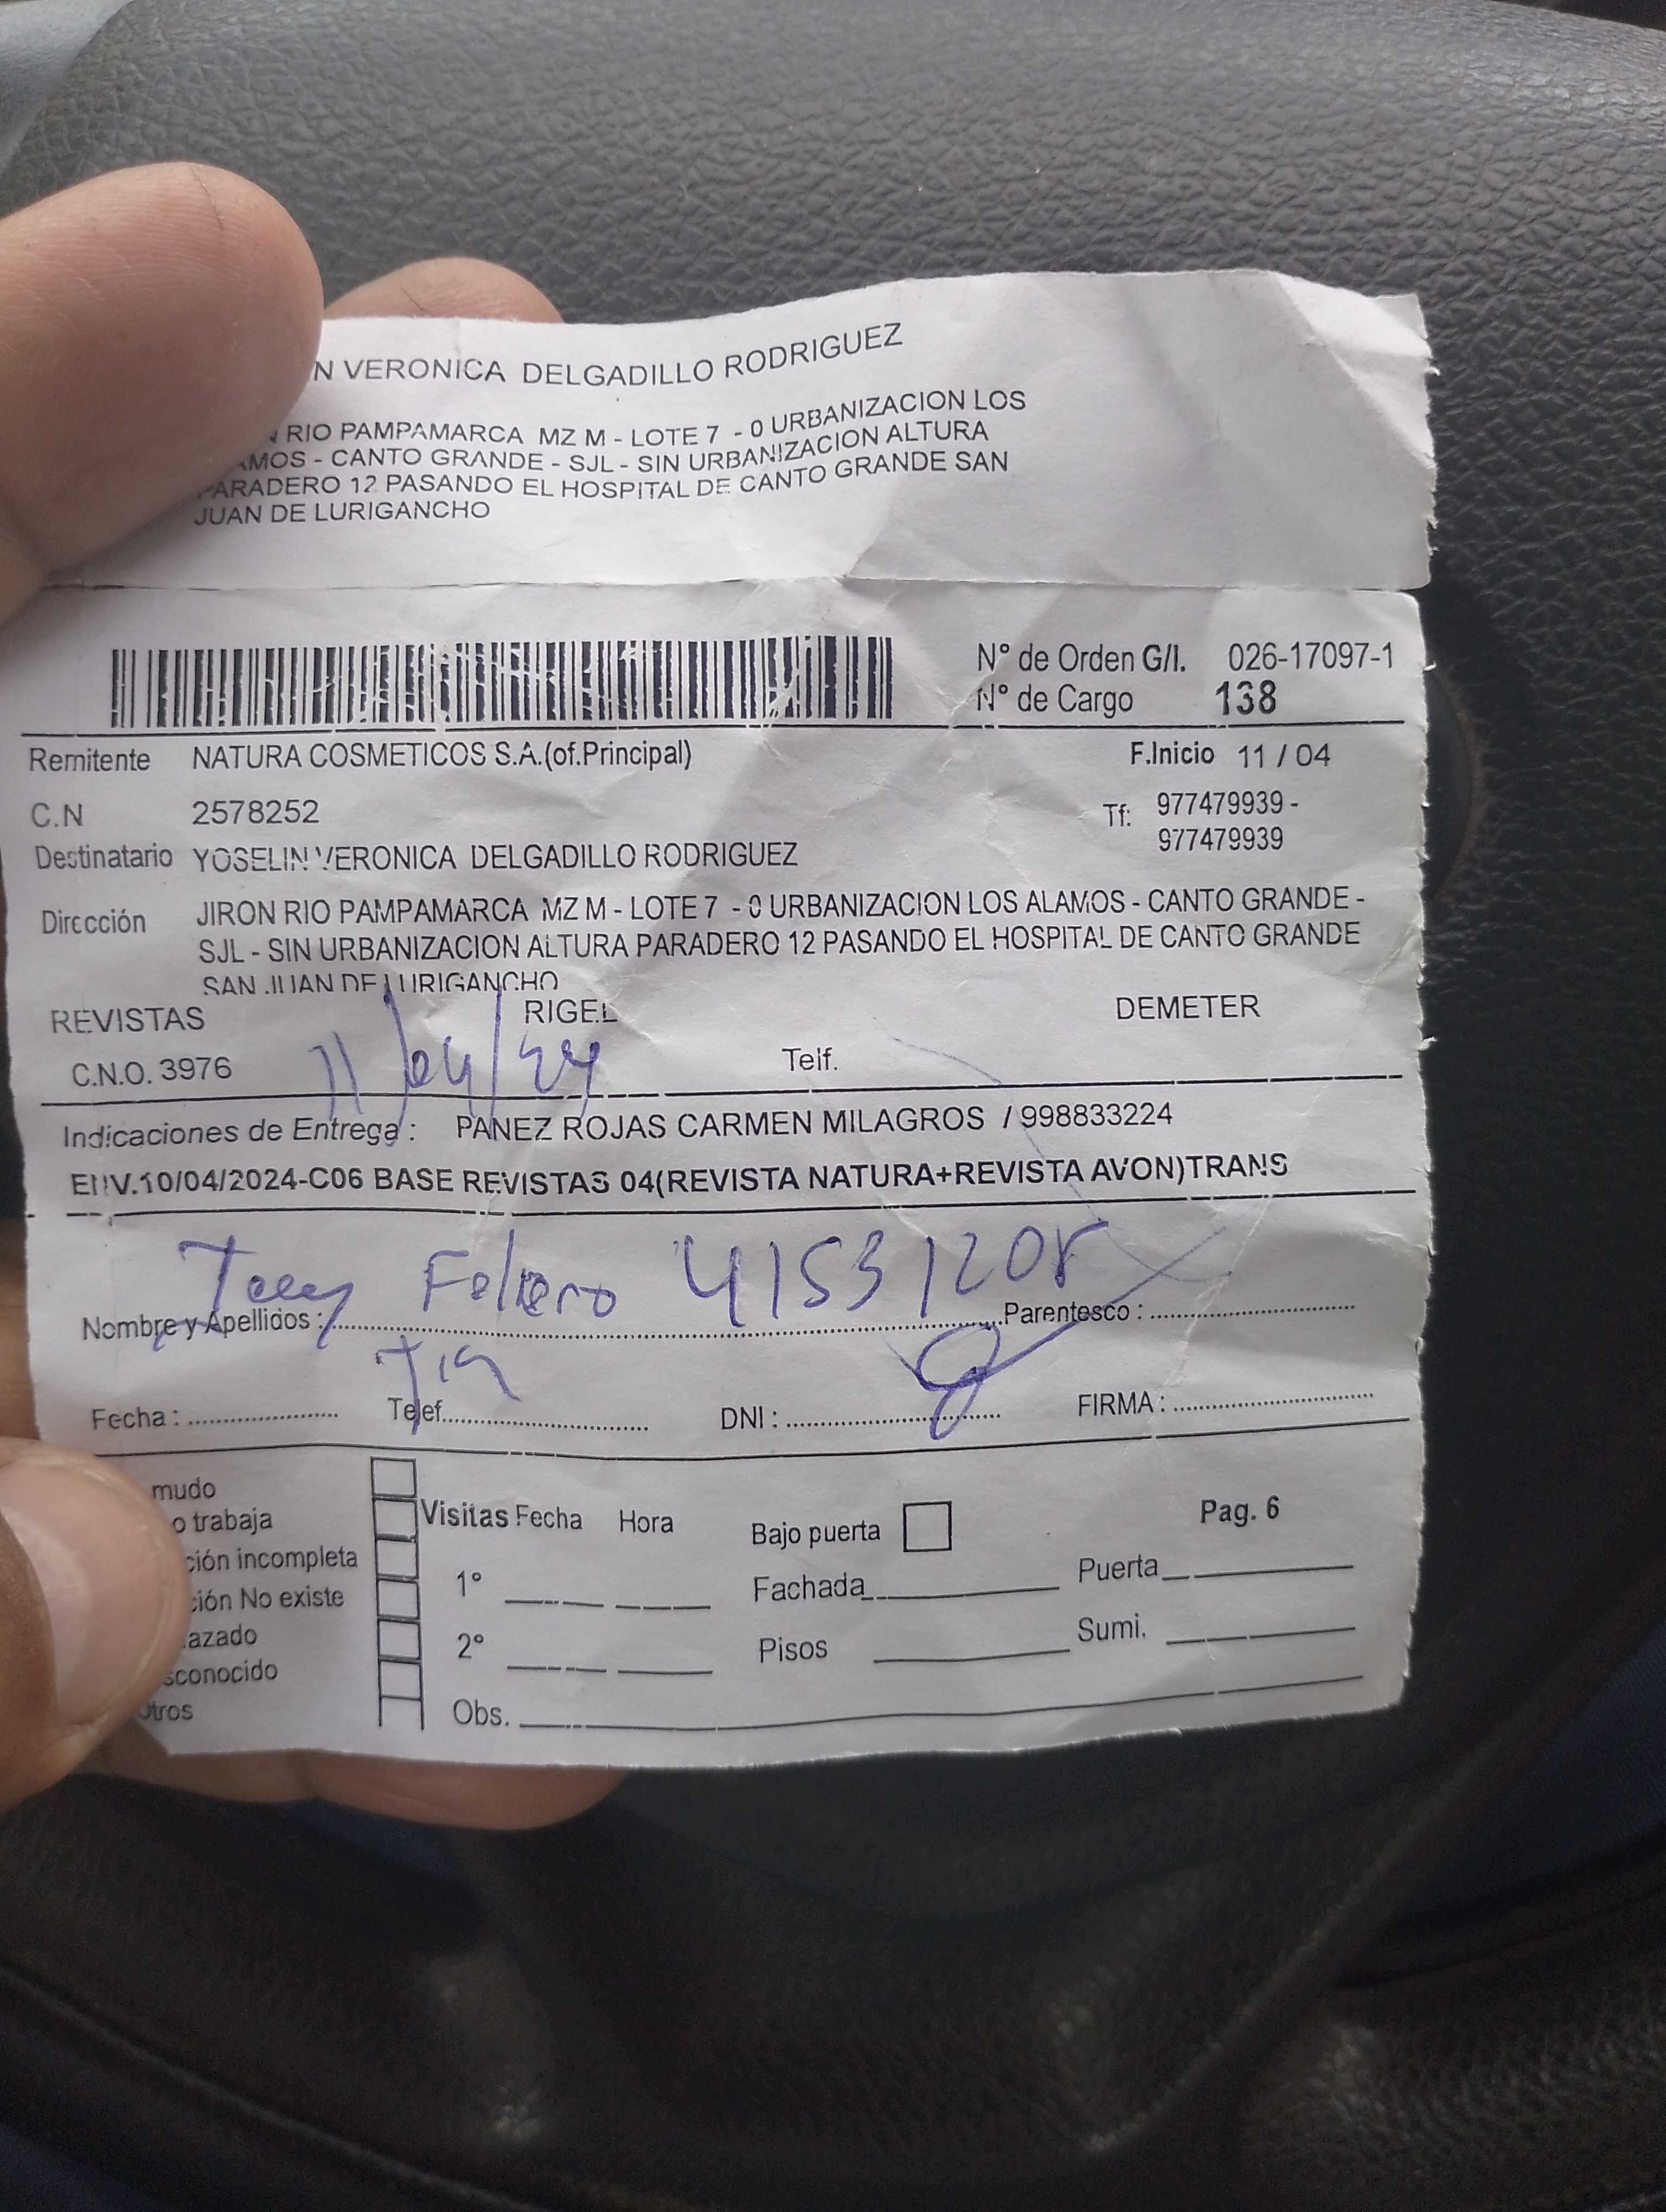 N VERONICA DELGADILLO RODRIGUEZ
RIO PAMPAMARCA MZ M - LOTE 7 - 0 URBANIZACION LOS
AMOS - CANTO GRANDE - SJL - SIN URBANIZACION ALTURA
PARADERO 12 PASANDO EL HOSPITAL DE CANTO GRANDE SAN
JUAN DE LURIGANCHO
N° de Orden G/I. 026-17097-1
N° de Cargo 138
Remitente NATURA COSMETICOS S.A.(of.Principal) F.Inicio 11 / 04
C.N 2578252 Tf: 977479939 -
977479939
Destinatario YOSELIN VERONICA DELGADILLO RODRIGUEZ
Dirección JIRON RIO PAMPAMARCA MZ M - LOTE 7 - 0 URBANIZACION LOS ALAMOS - CANTO GRANDE -
SJL - SIN URBANIZACION ALTURA PARADERO 12 PASANDO EL HOSPITAL DE CANTO GRANDE
SAN JUAN DE LURIGANCHO
REVISTAS RIGEL DEMETER
C.N.O. 3976 11/04/24 Telf.
Indicaciones de Entrega : PANEZ ROJAS CARMEN MILAGROS / 998833224
ENV.10/04/2024-C06 BASE REVISTAS 04(REVISTA NATURA+REVISTA AVON)TRANS
41531208
Nombre y Apellidos : Parentesco :
Tia
Fecha : Telef. DNI : FIRMA :
mudo
o trabaja Visitas Fecha Hora Bajo puerta Pag. 6
ción incompleta
1° Fachada Puerta
ción No existe
azado 2° Pisos Sumi.
sconocido
otros Obs.